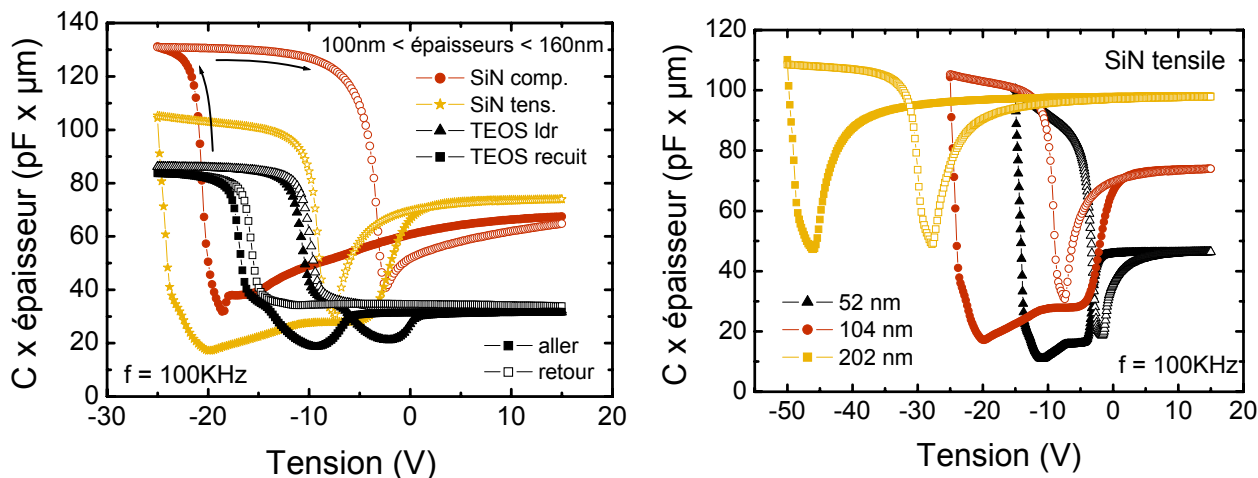 100nm < épaisseurs < 160nm
SiN comp.
SiN tens.
TEOS ldr
TEOS recuit
aller
retour
f = 100KHz
C x épaisseur (pF x µm)
0
20
40
60
80
100
120
140
-30
-20
-10
0
10
20
Tension (V)
SiN tensile
52 nm
104 nm
202 nm
f = 100KHz
C x épaisseur (pF x µm)
0
20
40
60
80
100
120
-50
-40
-30
-20
-10
0
10
20
Tension (V)